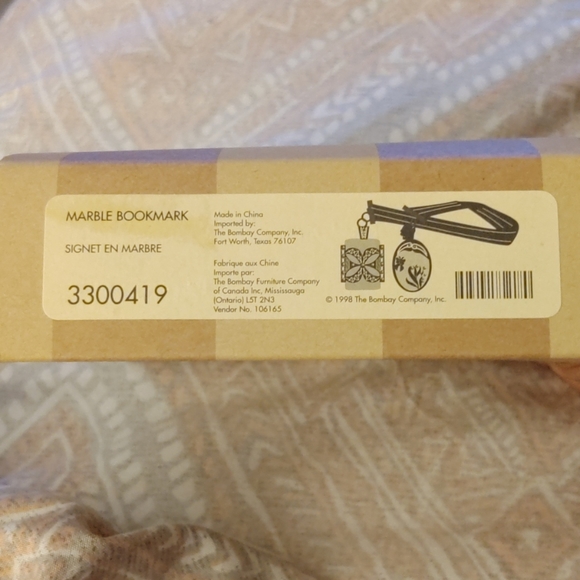 MARBLE BOOKMARK
SIGNET EN MARBRE
3300419
Made in China
Imported by:
The Bombay Company, Inc.
Fort Worth, Texas 76107
Fabrique aux Chine
Importe par:
The Bombay Furniture Company
of Canada Inc, Mississauga
(Ontario) L5T 2N3
Vendor No. 106165
© 1998 The Bombay Company, Inc.